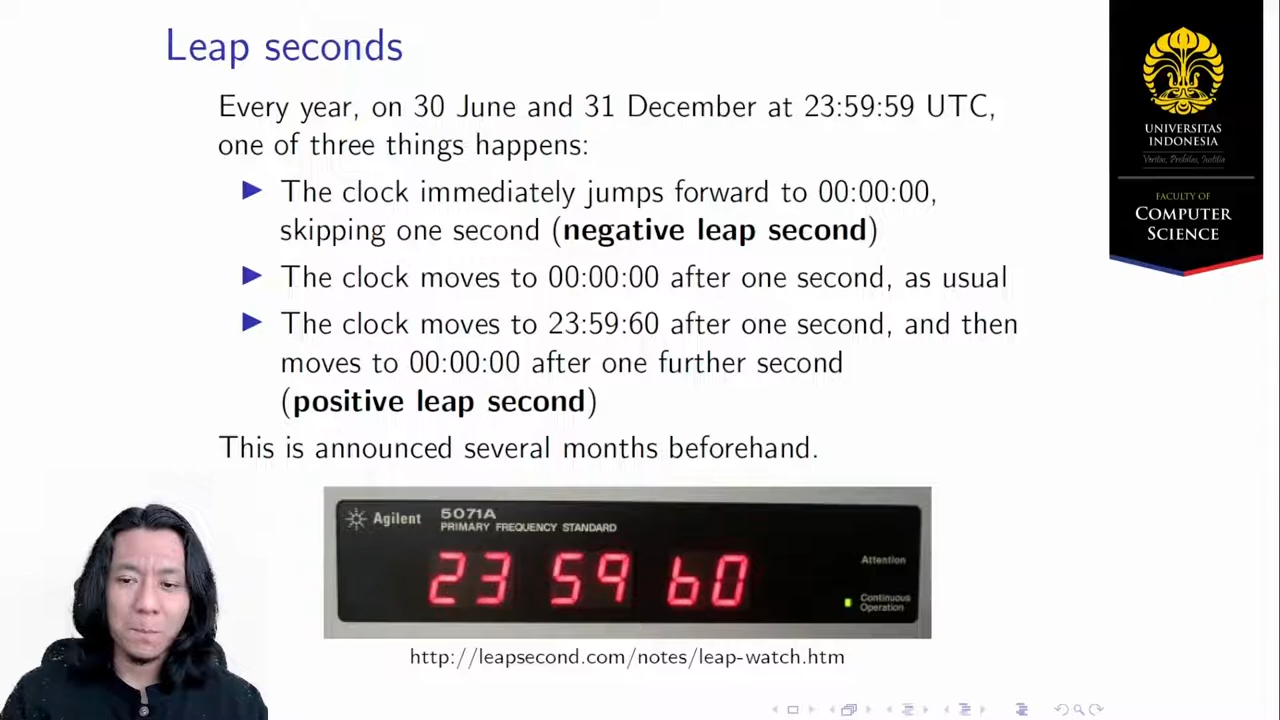 Leap seconds
Every year, on 30 June and 31 December at 23:59:59 UTC,
one of three things happens:
▶ The clock immediately jumps forward to 00:00:00,
skipping one second (negative leap second)
▶ The clock moves to 00:00:00 after one second, as usual
▶ The clock moves to 23:59:60 after one second, and then
moves to 00:00:00 after one further second
(positive leap second)
This is announced several months beforehand.
Agilent 5071A
PRIMARY FREQUENCY STANDARD
23 59 60
Attention
Continuous
Operation
http://leapsecond.com/notes/leap-watch.htm
UNIVERSITAS
INDONESIA
Veritas, Probitas, Iustitia
FACULTY OF
COMPUTER
SCIENCE